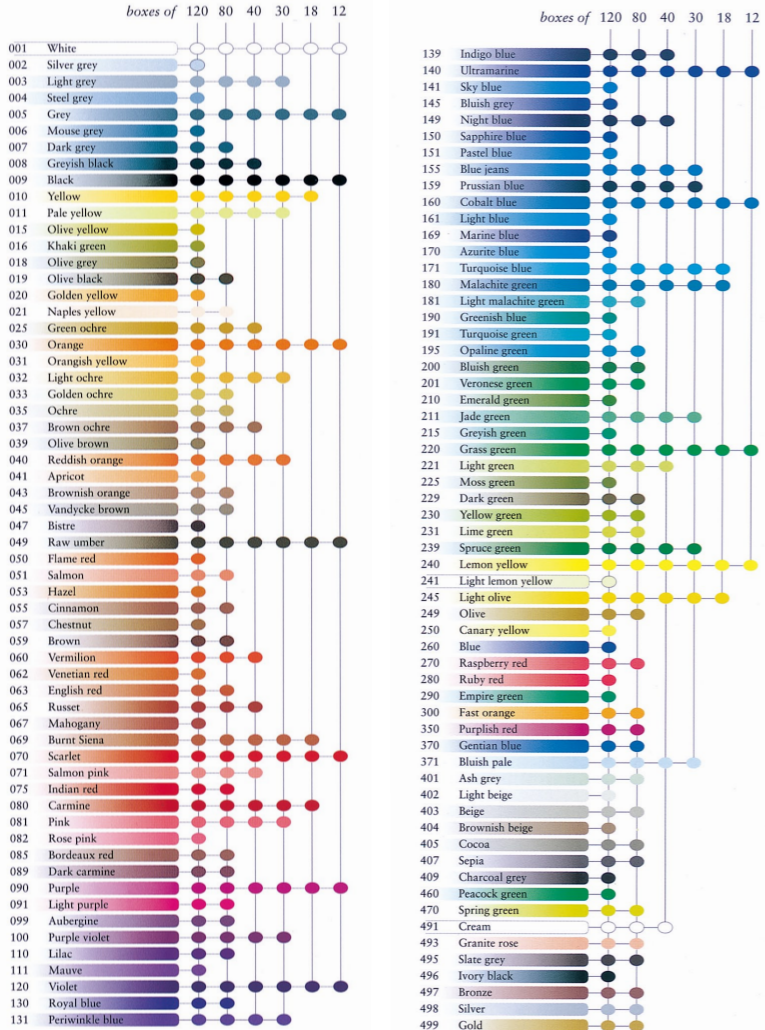 boxes of 120 80 40 30 18 12
001 White
002 Silver grey
003 Light grey
004 Steel grey
005 Grey
006 Mouse grey
007 Dark grey
008 Greyish black
009 Black
010 Yellow
011 Pale yellow
015 Olive yellow
016 Khaki green
018 Olive grey
019 Olive black
020 Golden yellow
021 Naples yellow
025 Green ochre
030 Orange
031 Orangish yellow
032 Light ochre
033 Golden ochre
035 Ochre
037 Brown ochre
039 Olive brown
040 Reddish orange
041 Apricot
043 Brownish orange
045 Vandycke brown
047 Bistre
049 Raw umber
050 Flame red
051 Salmon
053 Hazel
055 Cinnamon
057 Chestnut
059 Brown
060 Vermilion
062 Venetian red
063 English red
065 Russet
067 Mahogany
069 Burnt Siena
070 Scarlet
071 Salmon pink
075 Indian red
080 Carmine
081 Pink
082 Rose pink
085 Bordeaux red
089 Dark carmine
090 Purple
091 Light purple
099 Aubergine
100 Purple violet
110 Lilac
111 Mauve
120 Violet
130 Royal blue
131 Periwinkle blue
boxes of 120 80 40 30 18 12
139 Indigo blue
140 Ultramarine
141 Sky blue
145 Bluish grey
149 Night blue
150 Sapphire blue
151 Pastel blue
155 Blue jeans
159 Prussian blue
160 Cobalt blue
161 Light blue
169 Marine blue
170 Azurite blue
171 Turquoise blue
180 Malachite green
181 Light malachite green
190 Greenish blue
191 Turquoise green
195 Opaline green
200 Bluish green
201 Veronese green
210 Emerald green
211 Jade green
215 Greyish green
220 Grass green
221 Light green
225 Moss green
229 Dark green
230 Yellow green
231 Lime green
239 Spruce green
240 Lemon yellow
241 Light lemon yellow
245 Light olive
249 Olive
250 Canary yellow
260 Blue
270 Raspberry red
280 Ruby red
290 Empire green
300 Fast orange
350 Purplish red
370 Gentian blue
371 Bluish pale
401 Ash grey
402 Light beige
403 Beige
404 Brownish beige
405 Cocoa
407 Sepia
409 Charcoal grey
460 Peacock green
470 Spring green
491 Cream
493 Granite rose
495 Slate grey
496 Ivory black
497 Bronze
498 Silver
499 Gold